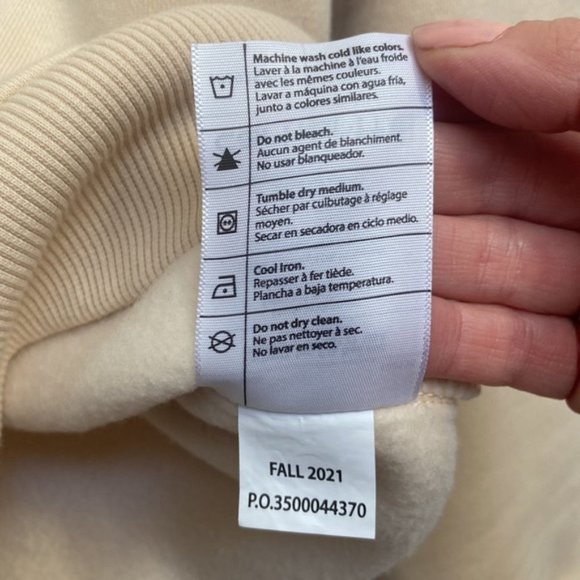 Machine wash cold like colors.
Laver à la machine à l'eau froide
avec les mêmes couleurs.
Lavar a máquina con agua fría,
junto a colores similares.
Do not bleach.
Aucun agent de blanchiment.
No usar blanqueador.
Tumble dry medium.
Sécher par culbutage à réglage
moyen.
Secar en secadora en ciclo medio.
Cool Iron.
Repasser à fer tiède.
Plancha a baja temperatura.
Do not dry clean.
Ne pas nettoyer à sec.
No lavar en seco.
FALL 2021
P.O.3500044370